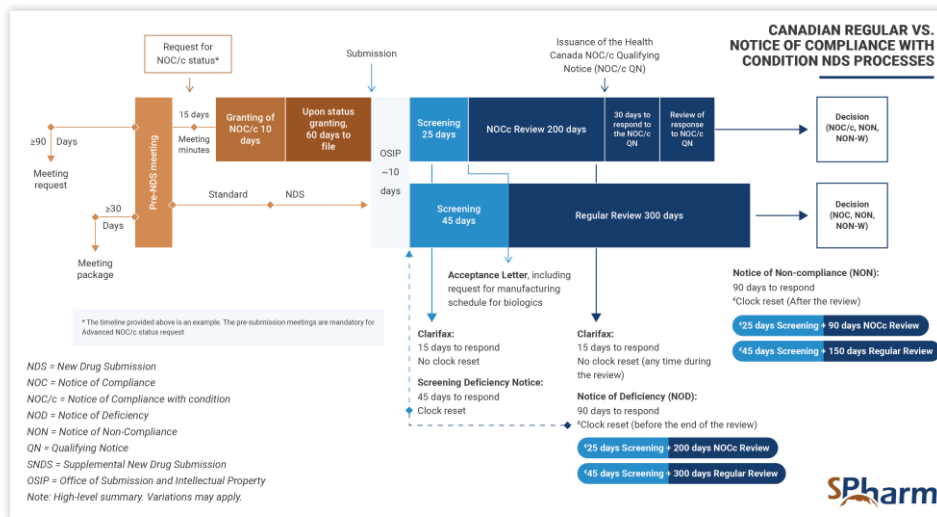 CANADIAN REGULAR VS.
NOTICE OF COMPLIANCE WITH
CONDITION NDS PROCESSES
Request for
NOC/c status*
Submission
Issuance of the Health
Canada NOC/c Qualifying
Notice (NOC/c QN)
≥90 Days
Meeting
request
≥30
Days
Meeting
package
Pre-NDS meeting
15 days
Meeting
minutes
Granting of
NOC/c 10
days
Upon status
granting,
60 days to
file
Standard
NDS
OSIP
~10
days
Screening
25 days
NOCc Review 200 days
30 days to
respond to
the NOC/c
QN
Review of
response
to NOC/c
QN
Decision
(NOC/c, NON,
NON-W)
Screening
45 days
Regular Review 300 days
Decision
(NOC, NON,
NON-W)
Acceptance Letter, including
request for manufacturing
schedule for biologics
* The timeline provided above is an example. The pre-submission meetings are mandatory for
Advanced NOC/c status request
Clarifax:
15 days to respond
No clock reset
Screening Deficiency Notice:
45 days to respond
Clock reset
Clarifax:
15 days to respond
No clock reset (any time during
the review)
Notice of Deficiency (NOD):
90 days to respond
€Clock reset (before the end of the review)
€25 days Screening + 200 days NOCc Review
€45 days Screening + 300 days Regular Review
Notice of Non-compliance (NON):
90 days to respond
€Clock reset (After the review)
€25 days Screening + 90 days NOCc Review
€45 days Screening + 150 days Regular Review
NDS = New Drug Submission
NOC = Notice of Compliance
NOC/c = Notice of Compliance with condition
NOD = Notice of Deficiency
NON = Notice of Non-Compliance
QN = Qualifying Notice
SNDS = Supplemental New Drug Submission
OSIP = Office of Submission and Intellectual Property
Note: High-level summary. Variations may apply.
SPharm